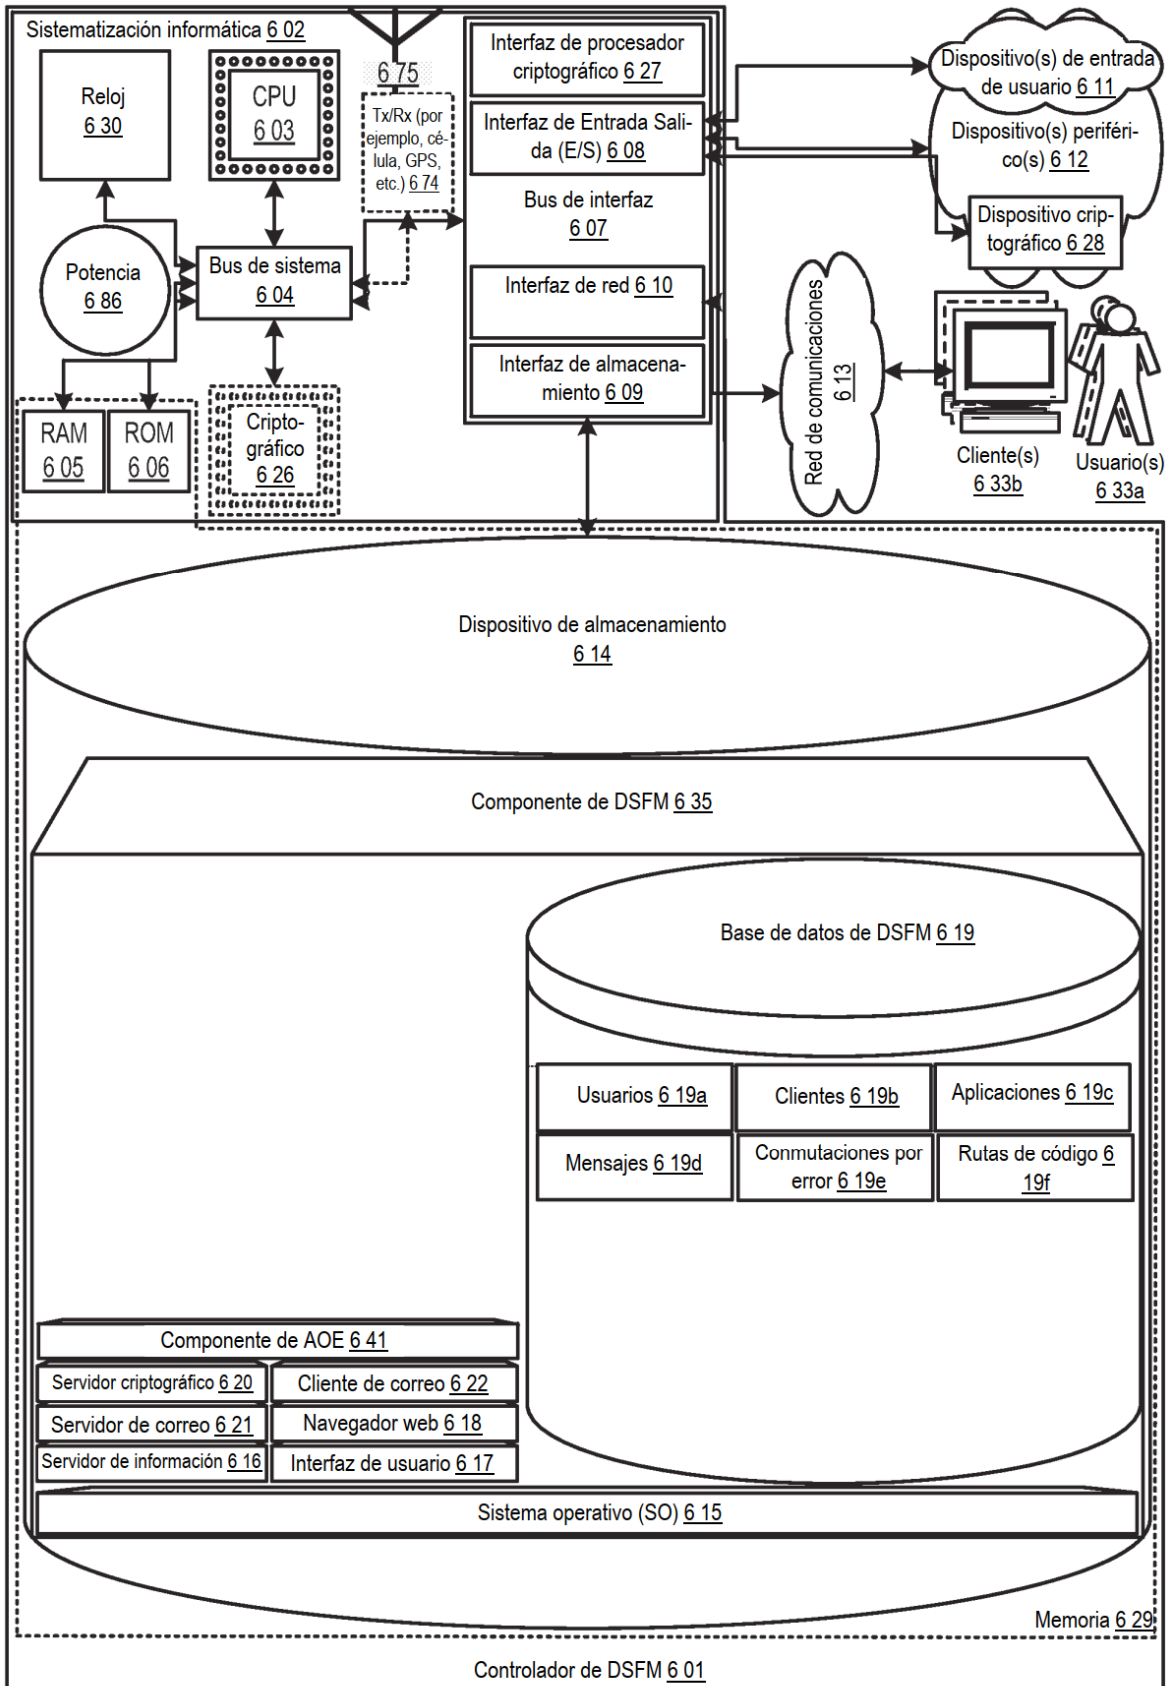 Sistematización informática 6 02
Reloj
6 30
CPU
6 03
6 75
Tx/Rx (por
ejemplo, cé-
lula, GPS,
etc.) 6 74
Interfaz de procesador
criptográfico 6 27
Interfaz de Entrada Sali-
da (E/S) 6 08
Bus de interfaz
6 07
Interfaz de red 6 10
Interfaz de almacena-
miento 6 09
Dispositivo(s) de entrada
de usuario 6 11
Dispositivo(s) periféri-
co(s) 6 12
Dispositivo crip-
tográfico 6 28
Potencia
6 86
Bus de sistema
6 04
RAM
6 05
ROM
6 06
Cripto-
gráfico
6 26
Red de comunicaciones
6 13
Cliente(s)
6 33b
Usuario(s)
6 33a
Dispositivo de almacenamiento
6 14
Componente de DSFM 6 35
Base de datos de DSFM 6 19
Usuarios 6 19a
Clientes 6 19b
Aplicaciones 6 19c
Mensajes 6 19d
Conmutaciones por
error 6 19e
Rutas de código 6
19f
Componente de AOE 6 41
Servidor criptográfico 6 20
Cliente de correo 6 22
Servidor de correo 6 21
Navegador web 6 18
Servidor de información 6 16
Interfaz de usuario 6 17
Sistema operativo (SO) 6 15
Memoria 6 29
Controlador de DSFM 6 01